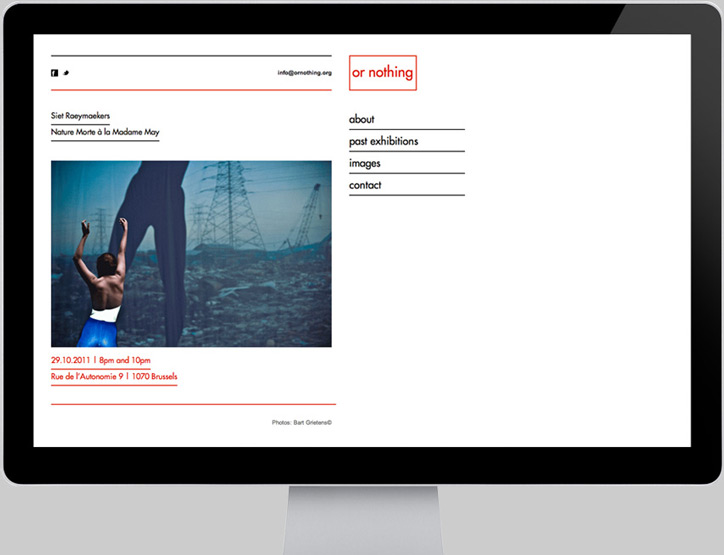 info@ornothing.org
Siet Raeymaekers
Nature Morte à la Madame May
29.10.2011 | 8pm and 10pm
Rue de l'Autonomie 9 | 1070 Brussels
Photos: Bart Grietens©
or nothing
about
past exhibitions
images
contact